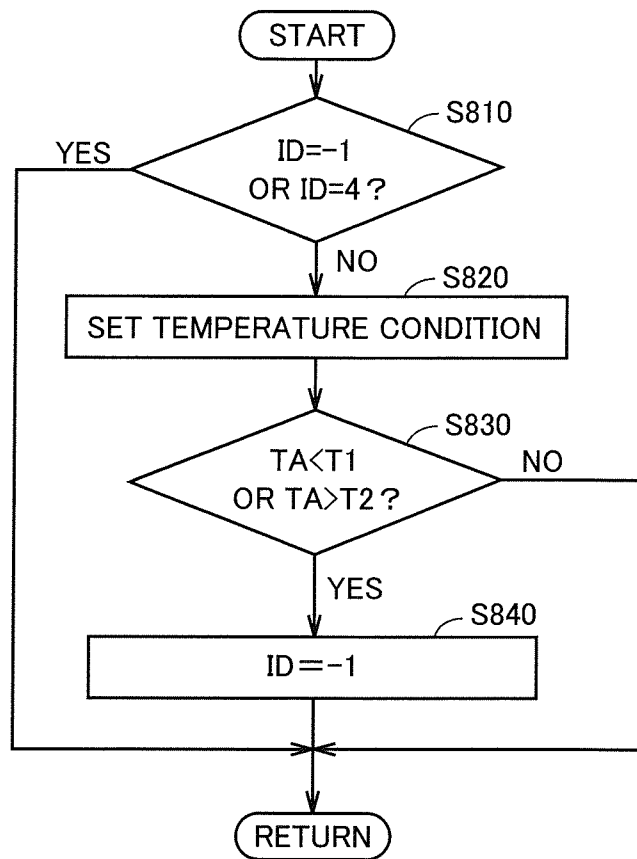 START
S810
YES
ID=-1
OR ID=4?
NO
S820
SET TEMPERATURE CONDITION
S830
TA<T1
OR TA>T2?
NO
YES
S840
ID=-1
RETURN